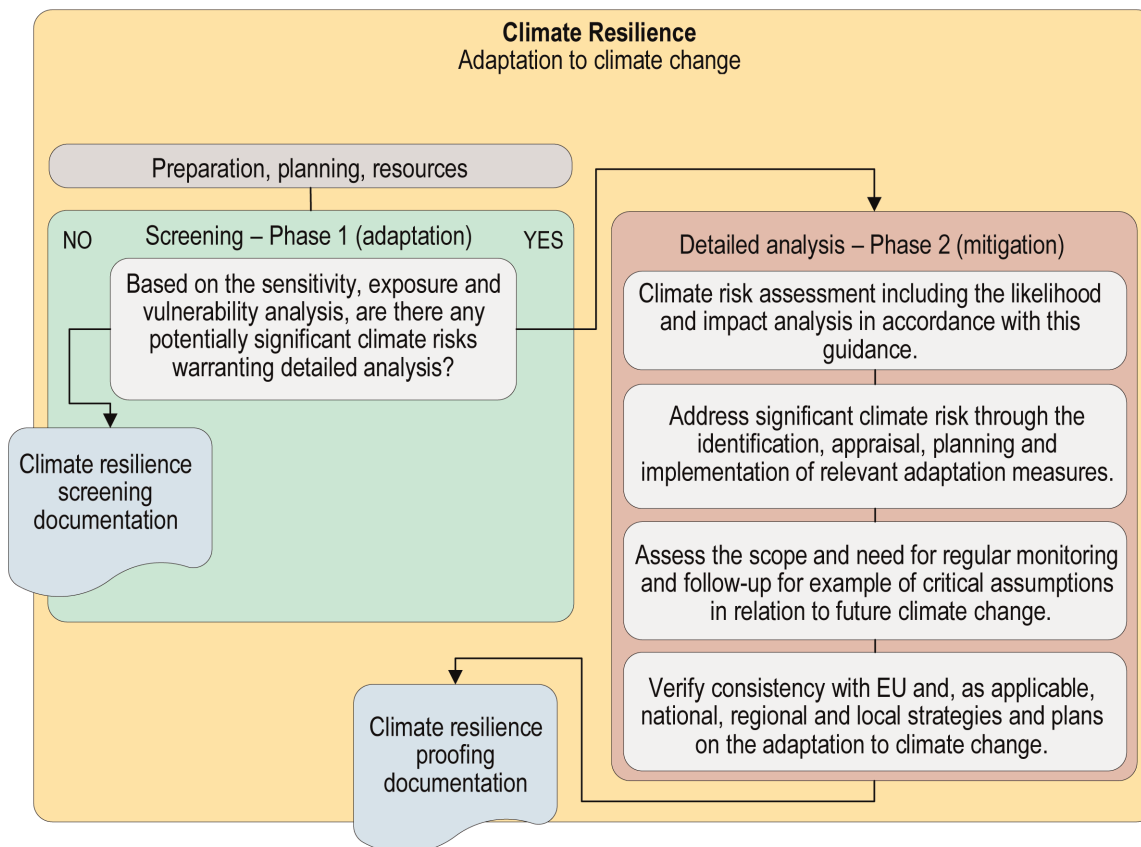 Climate Resilience
Adaptation to climate change
Preparation, planning, resources
NO
Screening – Phase 1 (adaptation)
YES
Based on the sensitivity, exposure and
vulnerability analysis, are there any
potentially significant climate risks
warranting detailed analysis?
Climate resilience
screening
documentation
Detailed analysis – Phase 2 (mitigation)
Climate risk assessment including the likelihood
and impact analysis in accordance with this
guidance.
Address significant climate risk through the
identification, appraisal, planning and
implementation of relevant adaptation measures.
Assess the scope and need for regular monitoring
and follow-up for example of critical assumptions
in relation to future climate change.
Verify consistency with EU and, as applicable,
national, regional and local strategies and plans
on the adaptation to climate change.
Climate resilience
proofing
documentation